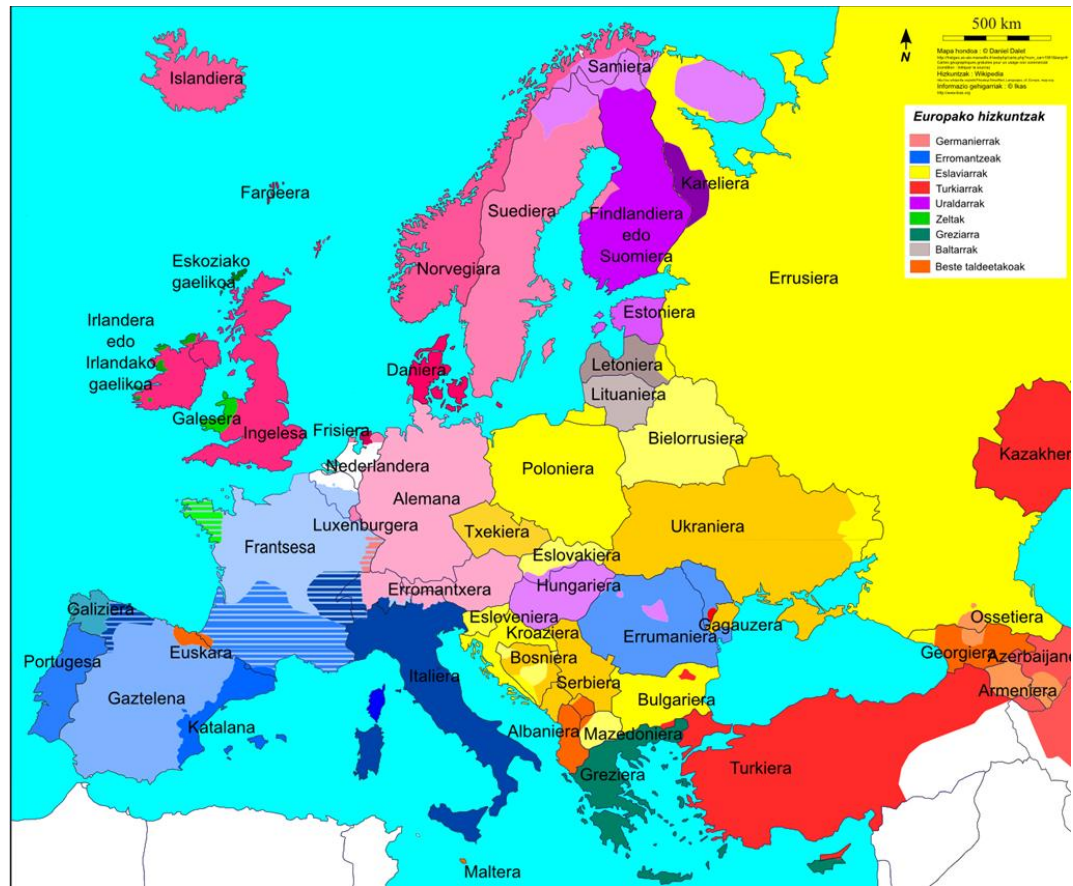 500 km
N
Mapa hondoa : © Daniel Dalet
Hizkuntzak : Wikipedia
Informazio gehigarriak : © Ikas
Europako hizkuntzak
Germanierrak
Erromantzeak
Eslaviarrak
Turkiarrak
Uraldarrak
Zeltak
Greziarra
Baltarrak
Beste taldeetakoak
Islandiera
Samiera
Faroeera
Suediera
Kareliera
Findlandiera
edo
Suomiera
Norvegiara
Errusiera
Eskoziako
gaelikoa
Estoniera
Irlandera
edo
Irlandako
gaelikoa
Letoniera
Daniera
Lituaniera
Galesera
Ingelesa
Frisiera
Bielorrusiera
Nederlandera
Poloniera
Kazakher
Alemana
Luxenburgera
Txekiera
Ukraniera
Frantsesa
Eslovakiera
Erromantxera
Hungariera
Galiziera
Esloveniera
Kroaziera
Errumaniera
Gagauzera
Ossetiera
Euskara
Bosniera
Georgiera
Azerbaijane
Portugesa
Italiera
Serbiera
Gaztelena
Bulgariera
Armeniera
Katalana
Albaniera
Mazedoniera
Greziera
Turkiera
Maltera